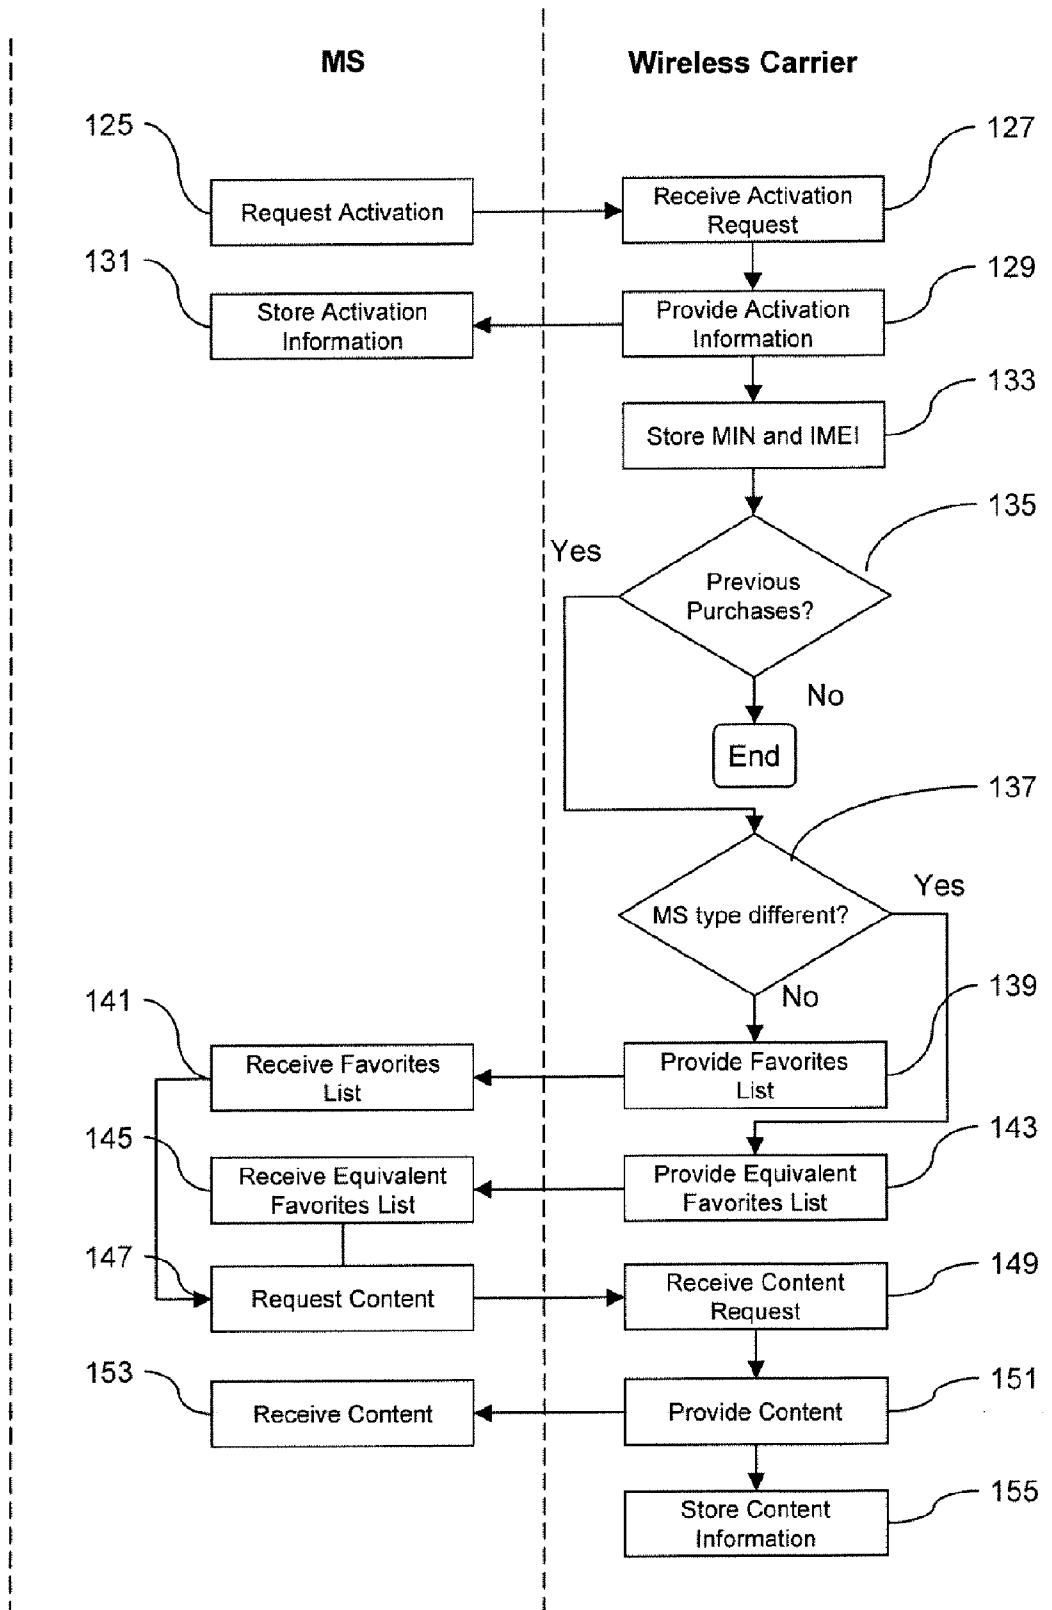 MS
Wireless Carrier
125
127
Request Activation
Receive Activation
Request
131
129
Store Activation
Information
Provide Activation
Information
133
Store MIN and IMEI
135
Yes
Previous
Purchases?
No
End
137
Yes
MS type different?
No
141
139
Receive Favorites
List
Provide Favorites
List
145
143
Receive Equivalent
Favorites List
Provide Equivalent
Favorites List
147
149
Request Content
Receive Content
Request
153
151
Receive Content
Provide Content
155
Store Content
Information